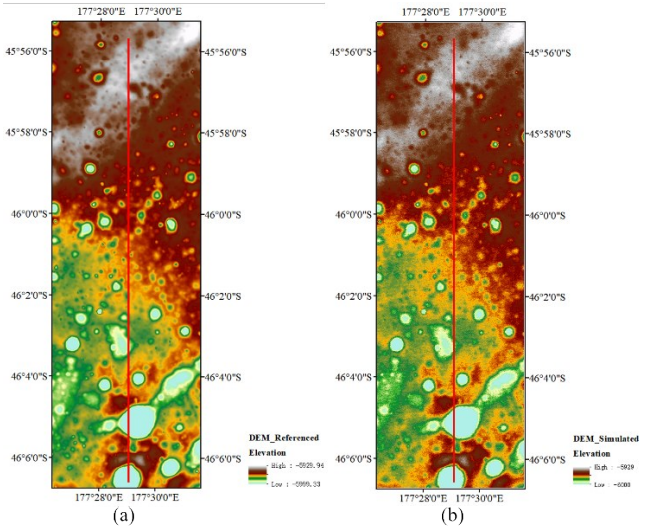 177°28'0"E 177°30'0"E
45°56'0"S
45°58'0"S
46°0'0"S
46°2'0"S
46°4'0"S
46°6'0"S
177°28'0"E 177°30'0"E
45°56'0"S
45°58'0"S
46°0'0"S
46°2'0"S
46°4'0"S
46°6'0"S
DEM_Referenced
Elevation
High : -5929.94
Low : -5999.33
(a)
177°28'0"E 177°30'0"E
45°56'0"S
45°58'0"S
46°0'0"S
46°2'0"S
46°4'0"S
46°6'0"S
177°28'0"E 177°30'0"E
45°56'0"S
45°58'0"S
46°0'0"S
46°2'0"S
46°4'0"S
46°6'0"S
DEM_Simulated
Elevation
High : -5929
Low : -6000
(b)